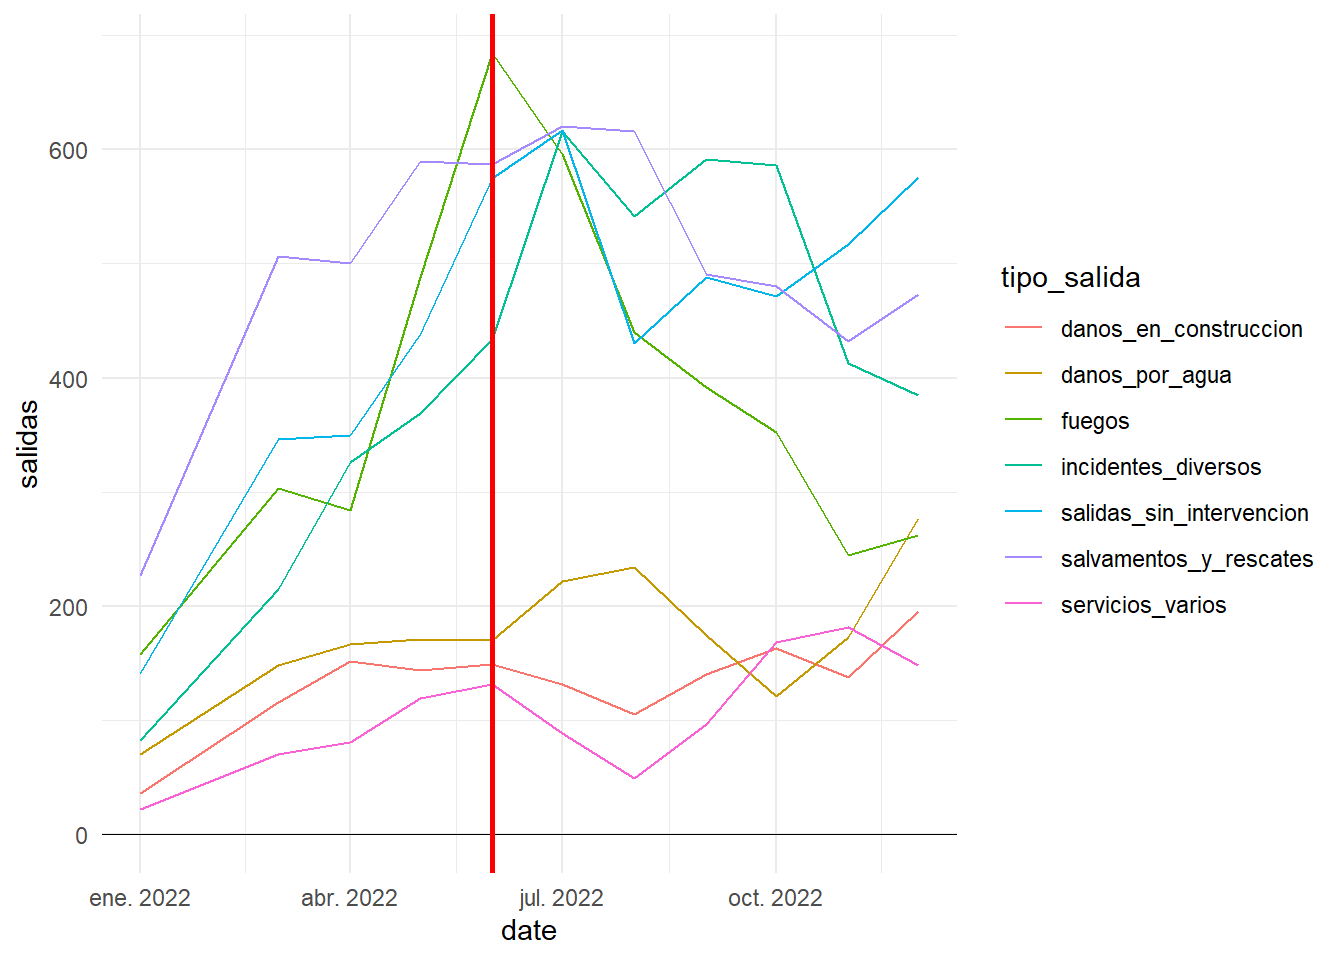 600
400
200
0
salidas
ene. 2022
abr. 2022
jul. 2022
oct. 2022
date
tipo_salida
danos_en_construccion
danos_por_agua
fuegos
incidentes_diversos
salidas_sin_intervencion
salvamentos_y_rescates
servicios_varios